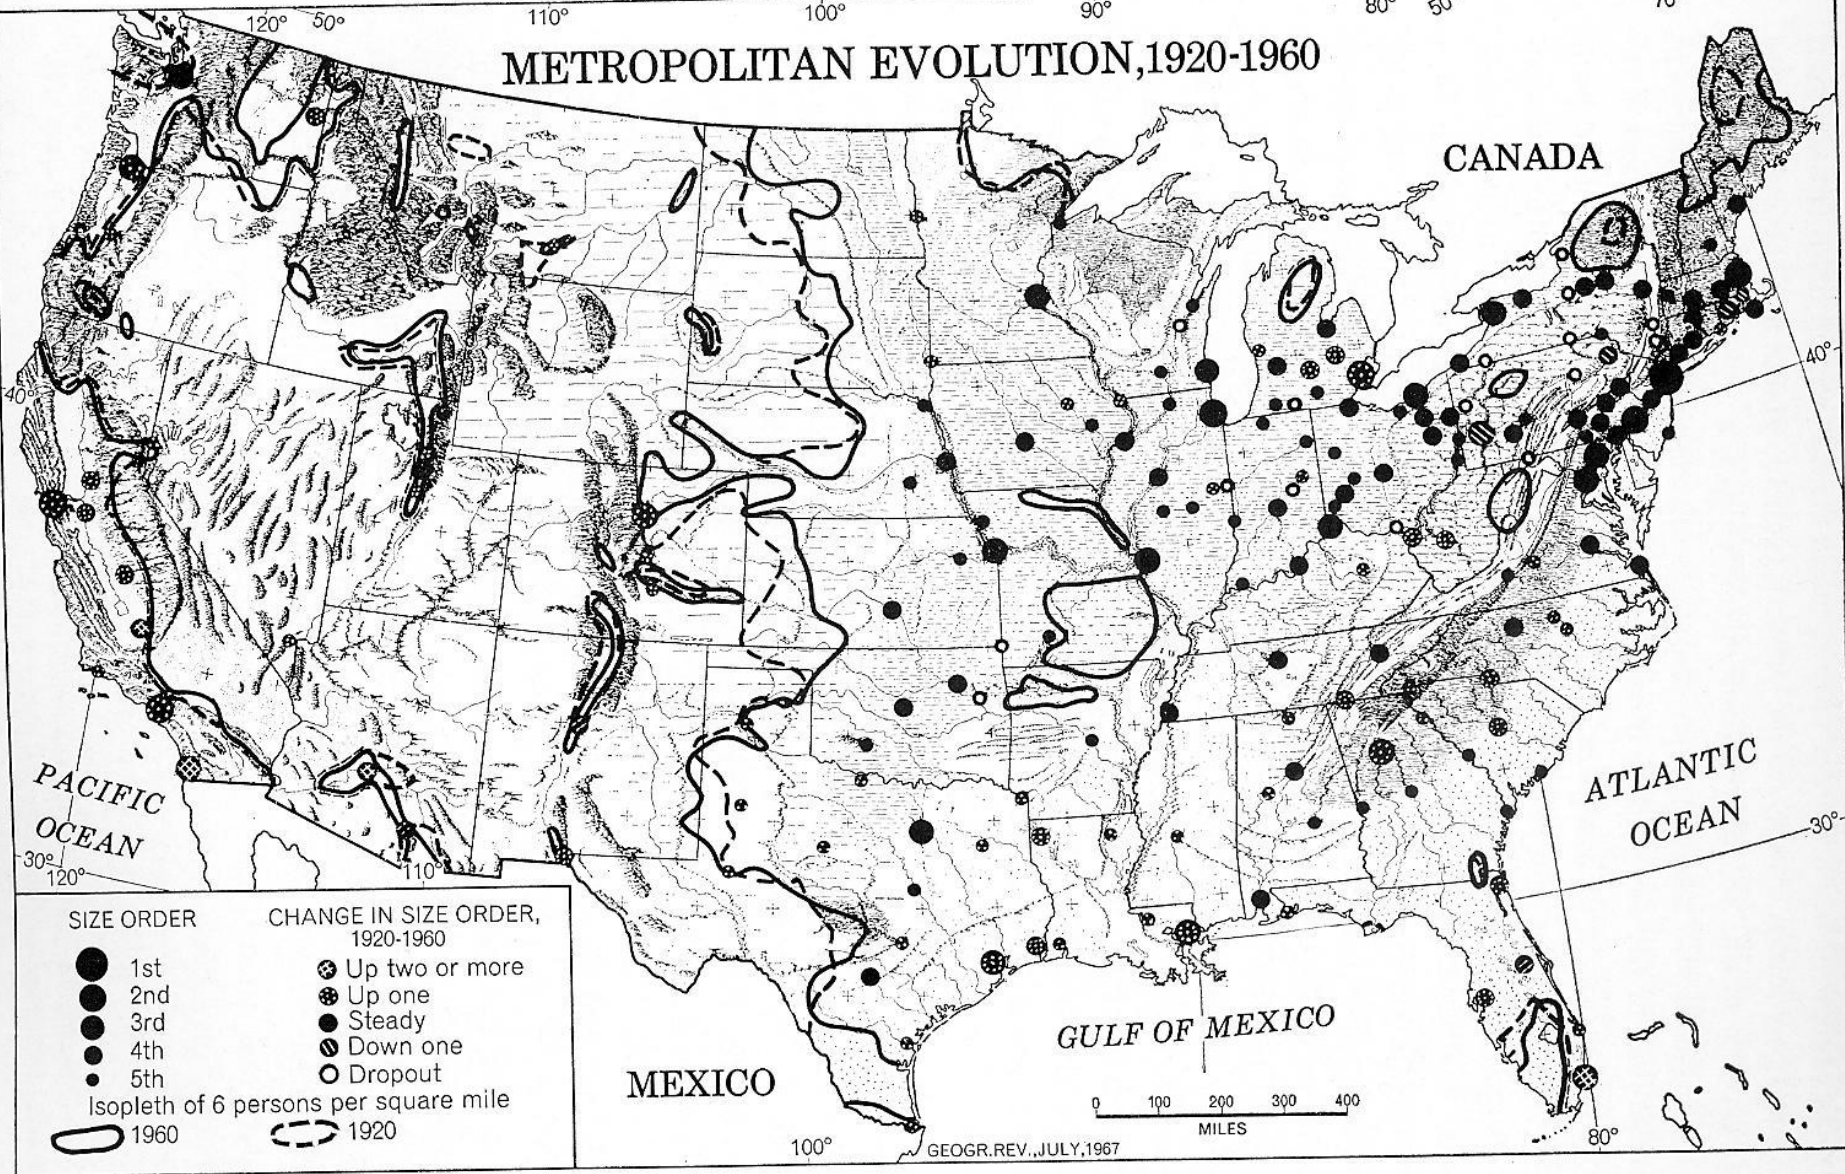 120° 50° 110° 100° 90° 80° 50° 70°
METROPOLITAN EVOLUTION, 1920-1960
CANADA
40°
40°
PACIFIC
OCEAN
ATLANTIC
OCEAN
30°
30°
120°
110°
SIZE ORDER
1st
2nd
3rd
4th
5th
CHANGE IN SIZE ORDER,
1920-1960
Up two or more
Up one
Steady
Down one
Dropout
Isopleth of 6 persons per square mile
1960
1920
MEXICO
GULF OF MEXICO
0 100 200 300 400
MILES
100°
GEOGR. REV., JULY, 1967
80°